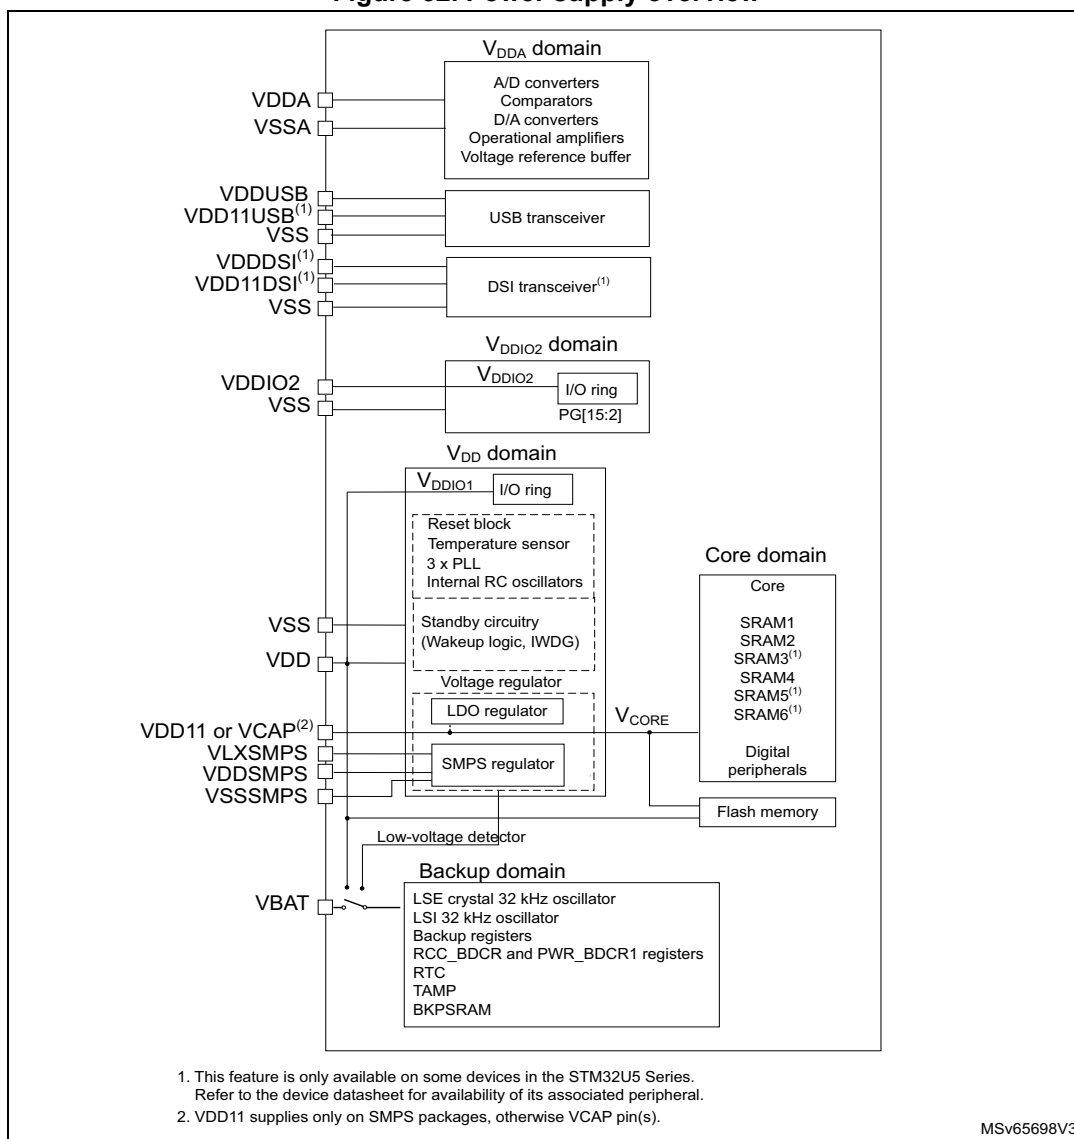 Figure 32. Power supply overview
VDDA domain
A/D converters
Comparators
D/A converters
Operational amplifiers
Voltage reference buffer
VDDA
VSSA
VDDUSB
VDD11USB(1)
VSS
USB transceiver
VDDDSI(1)
VDD11DSI(1)
VSS
DSI transceiver(1)
VDDIO2 domain
VDDIO2
VSS
VDDIO2
I/O ring
PG[15:2]
VDD domain
VDDIO1
I/O ring
Reset block
Temperature sensor
3 x PLL
Internal RC oscillators
Standby circuitry
(Wakeup logic, IWDG)
VSS
VDD
Voltage regulator
LDO regulator
VDD11 or VCAP(2)
VLXSMPS
VDDSMPS
VSSSMPS
SMPS regulator
VCORE
Core domain
Core
SRAM1
SRAM2
SRAM3(1)
SRAM4
SRAM5(1)
SRAM6(1)
Digital
peripherals
Flash memory
Low-voltage detector
Backup domain
VBAT
LSE crystal 32 kHz oscillator
LSI 32 kHz oscillator
Backup registers
RCC_BDCR and PWR_BDCR1 registers
RTC
TAMP
BKPSRAM
1. This feature is only available on some devices in the STM32U5 Series.
Refer to the device datasheet for availability of its associated peripheral.
2. VDD11 supplies only on SMPS packages, otherwise VCAP pin(s).
MSv65698V3